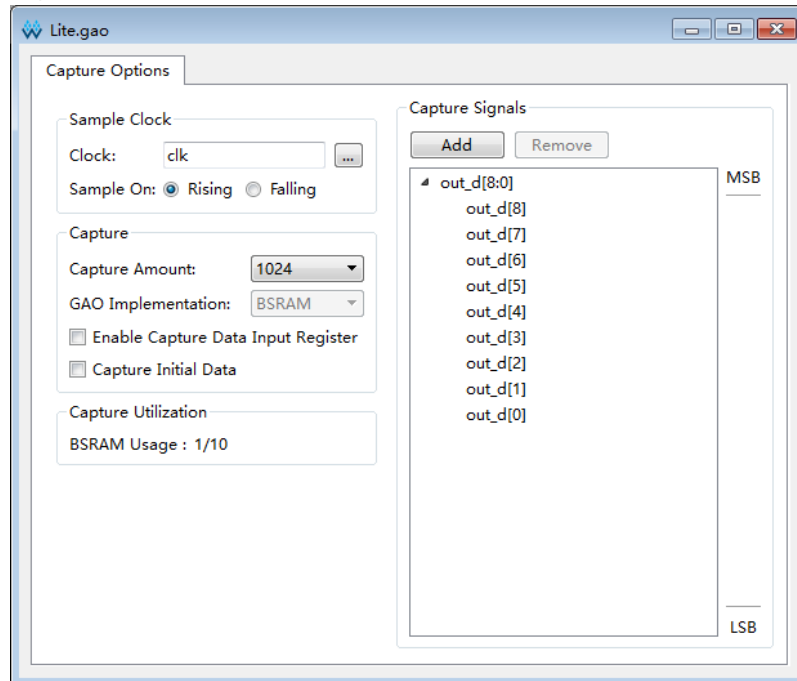 Lite.gao
Capture Options
Sample Clock
Clock: clk ...
Sample On: Rising Falling
Capture
Capture Amount: 1024
GAO Implementation: BSRAM
Enable Capture Data Input Register
Capture Initial Data
Capture Utilization
BSRAM Usage : 1/10
Capture Signals
Add Remove
out_d[8:0]
out_d[8]
out_d[7]
out_d[6]
out_d[5]
out_d[4]
out_d[3]
out_d[2]
out_d[1]
out_d[0]
MSB
LSB